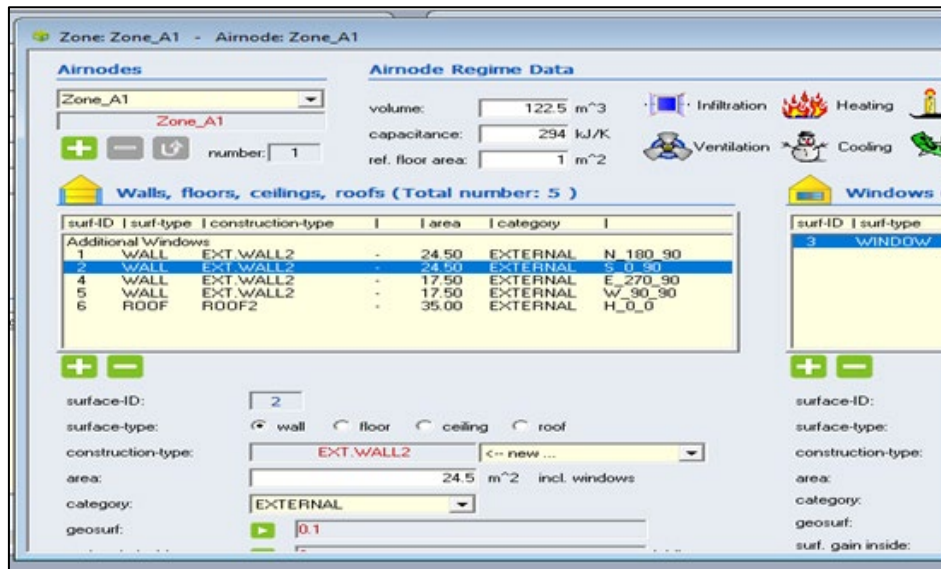 Zone: Zone_A1 - Airnode: Zone_A1
Airnodes
Airnode Regime Data
Zone_A1
Zone_A1
number: 1
volume: 122.5 m^3
capacitance: 294 kJ/K
ref. floor area: 1 m^2
Infiltration
Heating
Ventilation
Cooling
Walls, floors, ceilings, roofs (Total number: 5 )
surf-ID | surf-type | construction-type | | area | category |
Additional Windows
1 WALL EXT.WALL2 - 24.50 EXTERNAL N_180_90
2 WALL EXT.WALL2 - 24.50 EXTERNAL S_0_90
4 WALL EXT.WALL2 - 17.50 EXTERNAL E_270_90
5 WALL EXT.WALL2 - 17.50 EXTERNAL W_90_90
6 ROOF ROOF2 - 35.00 EXTERNAL H_0_0
surface-ID: 2
surface-type: wall floor ceiling roof
construction-type: EXT.WALL2 <-- new ...
area: 24.5 m^2 incl. windows
category: EXTERNAL
geosurf: 0.1
Windows
surf-ID | surf-type
3 WINDOW
surface-ID:
surface-type:
construction-type:
area:
category:
geosurf:
surf. gain inside: